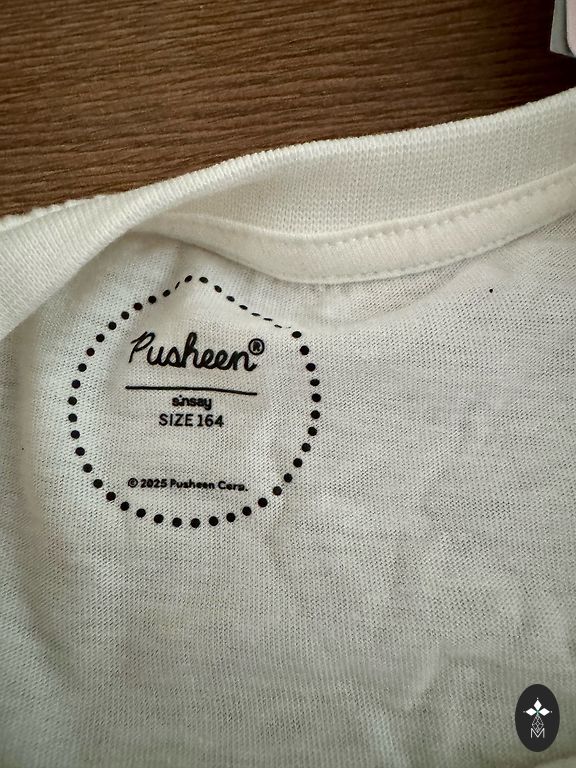 Pusheen®
sinsay
SIZE 164
© 2025 Pusheen Corp.
M